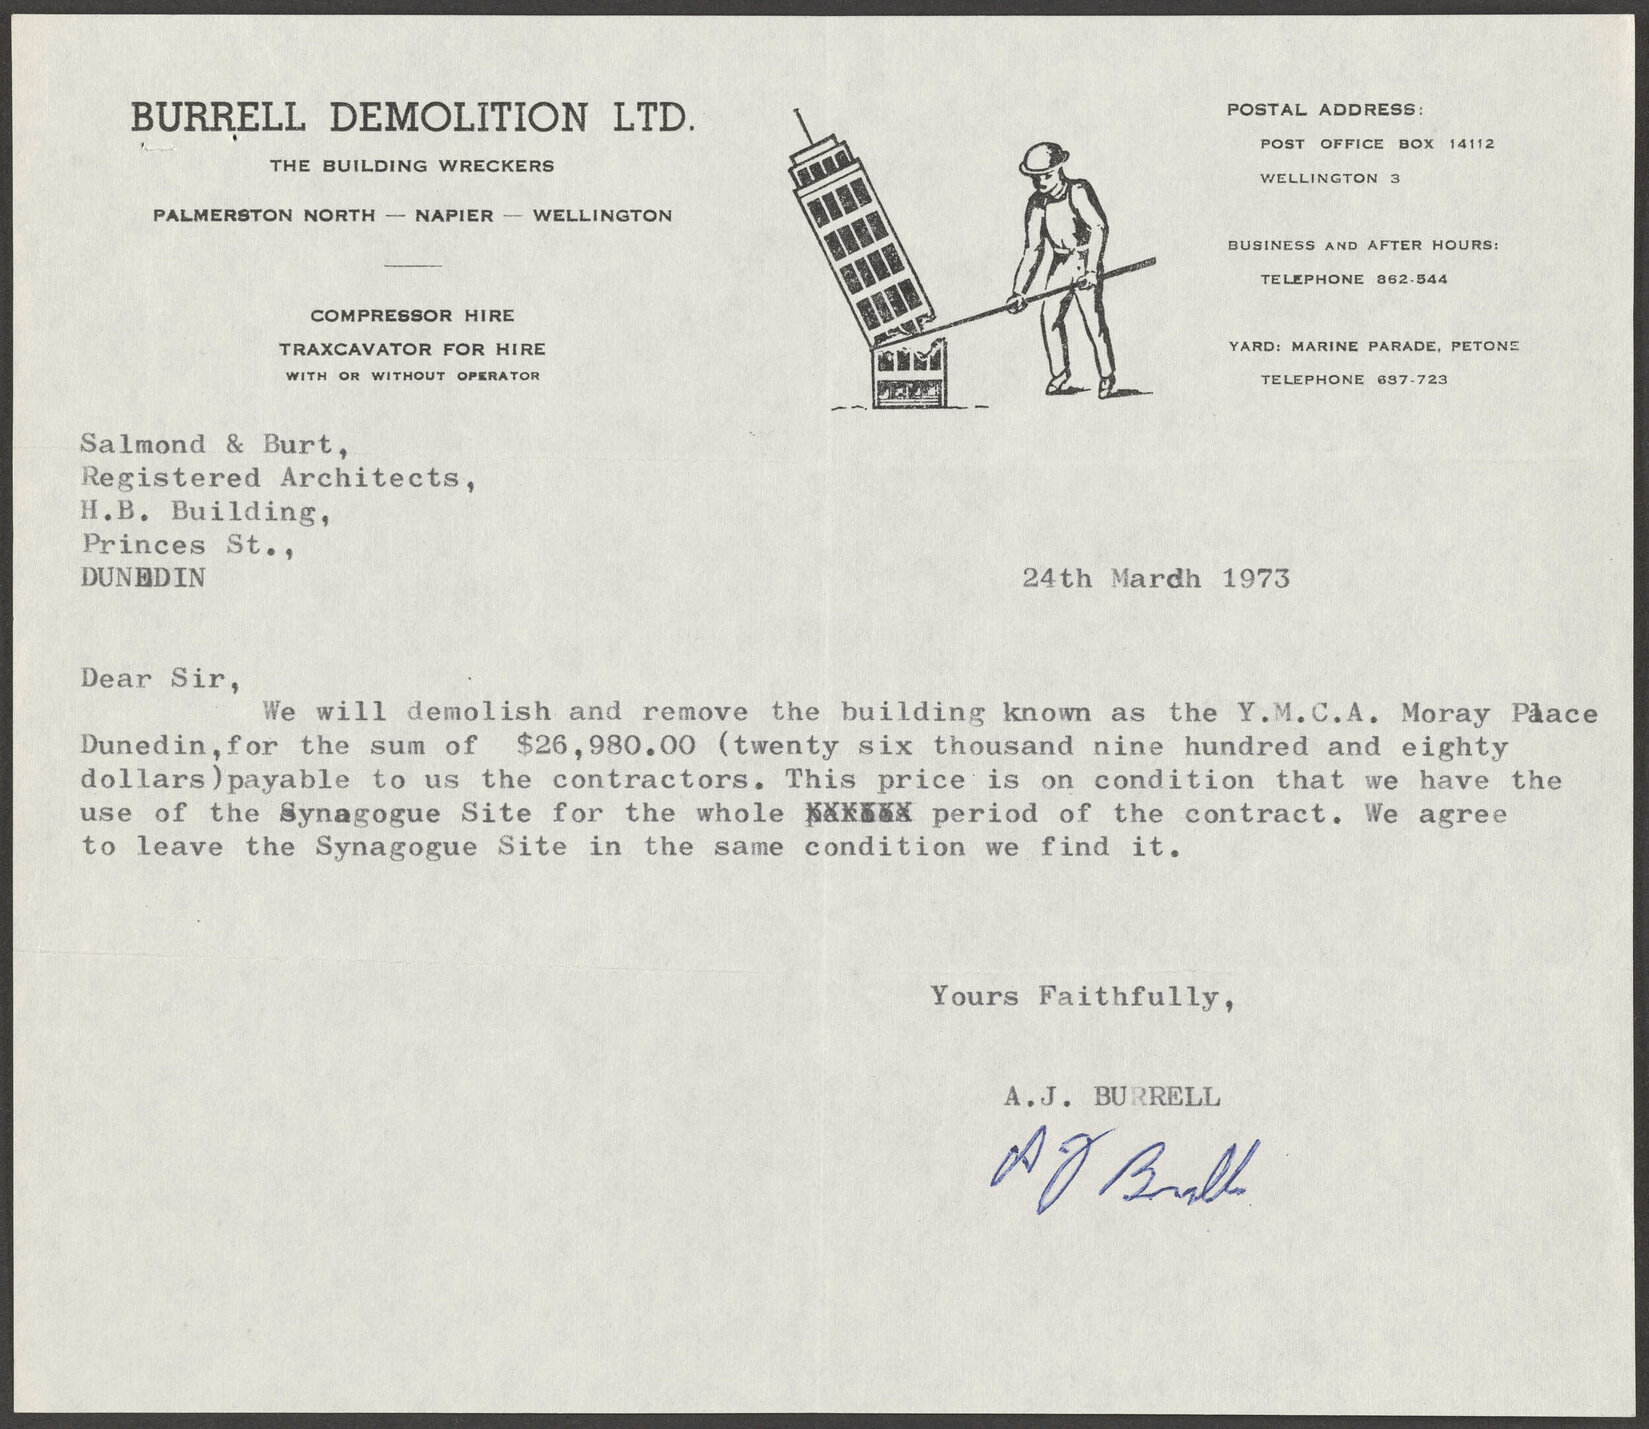 BURRELL DEMOLITION LTD.
THE BUILDING WRECKERS
PALMERSTON NORTH — NAPIER — WELLINGTON
COMPRESSOR HIRE
TRAXCAVATOR FOR HIRE
WITH OR WITHOUT OPERATOR
POSTAL ADDRESS:
POST OFFICE BOX 14112
WELLINGTON 3
BUSINESS AND AFTER HOURS:
TELEPHONE 862-544
YARD: MARINE PARADE, PETONE
TELEPHONE 687-723
Salmond & Burt,
Registered Architects,
H.B. Building,
Princes St.,
DUNEDIN
24th March 1973
Dear Sir,
We will demolish and remove the building known as the Y.M.C.A. Moray Place
Dunedin,for the sum of $26,980.00 (twenty six thousand nine hundred and eighty
dollars)payable to us the contractors. This price is on condition that we have the
use of the Synagogue Site for the whole period of the contract. We agree
to leave the Synagogue Site in the same condition we find it.
Yours Faithfully,
A.J. BURRELL
A J Burrell